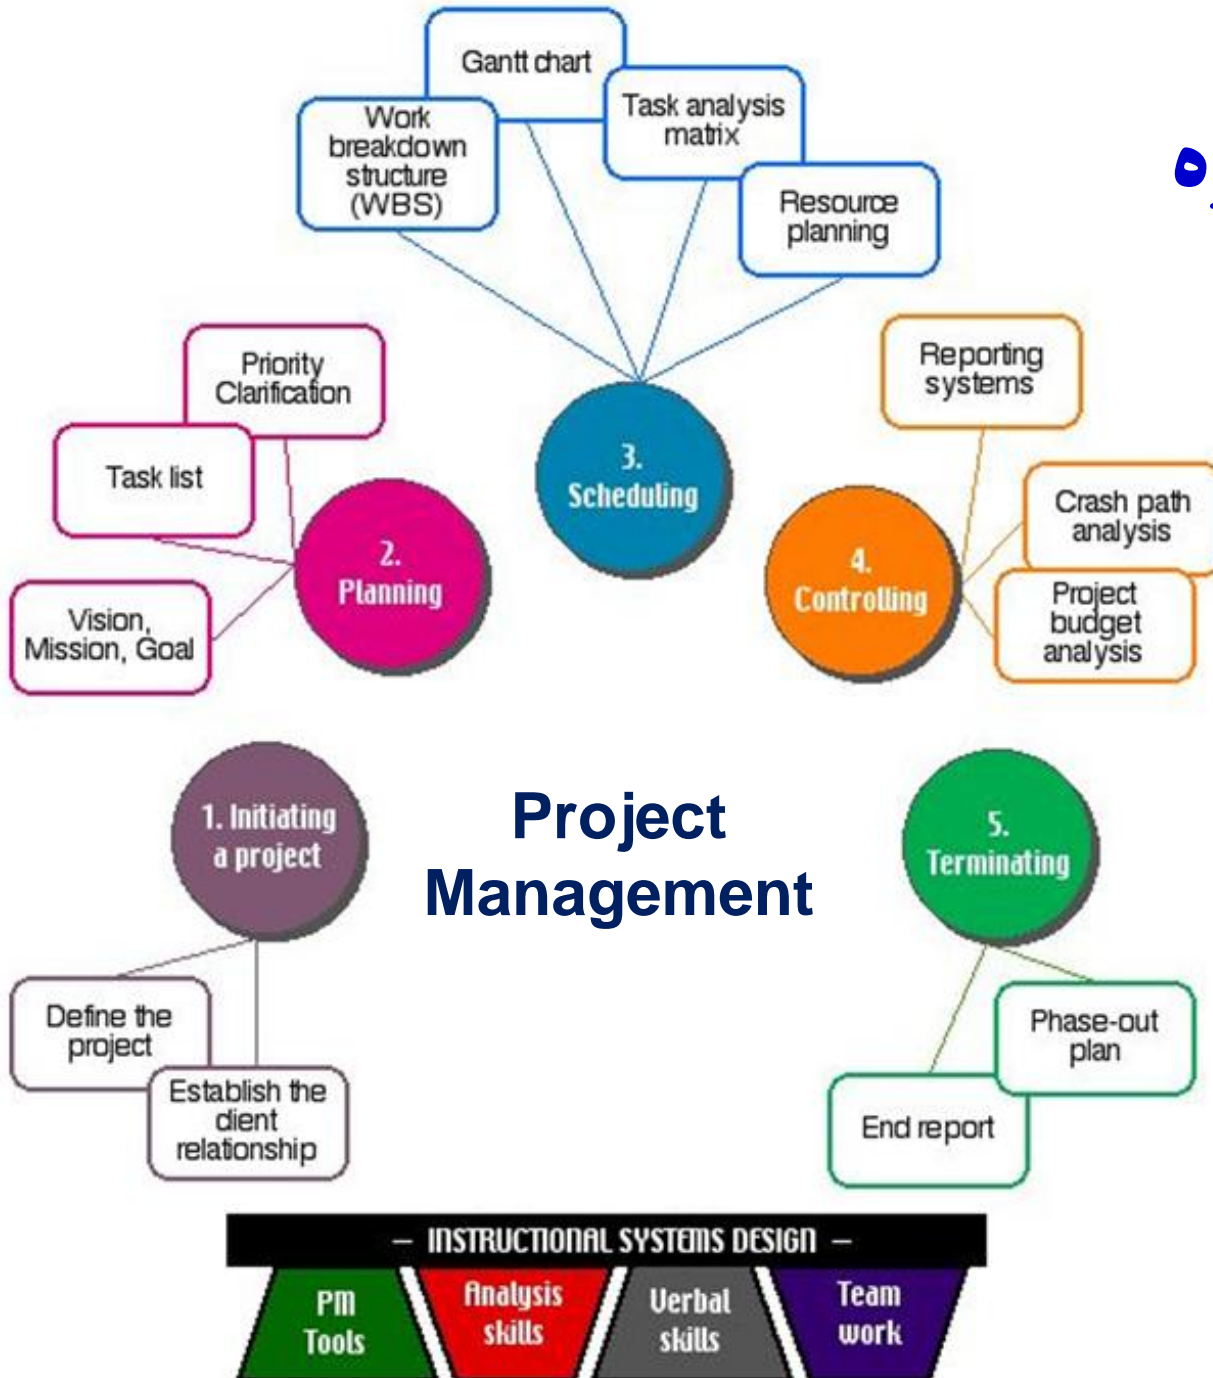 Gantt chart
Work
breakdown
structure
(WBS)
Task analysis
matrix
Resource
planning
Priority
Clarification
Task list
Vision,
Mission, Goal
2.
Planning
3.
Scheduling
Reporting
systems
Crash path
analysis
Project
budget
analysis
4.
Controlling
1. Initiating
a project
Define the
project
Establish the
client
relationship
Project
Management
5.
Terminating
Phase-out
plan
End report
– INSTRUCTIONAL SYSTEMS DESIGN –
PM
Tools
Analysis
skills
Verbal
skills
Team
work